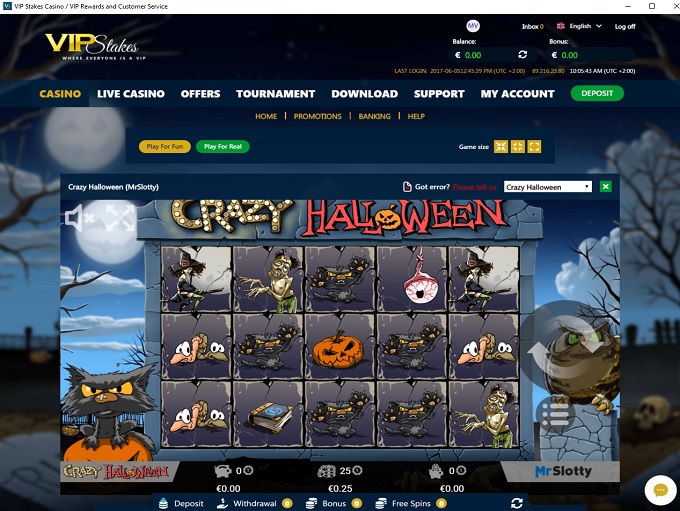 VIP Stakes Casino / VIP Rewards and Customer Service
MV
Inbox 0 English Log off
VIP Stakes
WHERE EVERYONE IS A VIP
Balance: Bonus:
€ 0.00 € 0.00
LAST LOGIN: 2017-06-0512:45:29 PM (UTC +2:00) 89.216.23.80 10:05:43 AM (UTC +2:00)
CASINO LIVE CASINO OFFERS TOURNAMENT DOWNLOAD SUPPORT MY ACCOUNT DEPOSIT
HOME | PROMOTIONS | BANKING | HELP
Play For Fun Play For Real Game size
Crazy Halloween (MrSlotty) Got error? Please tell us Crazy Halloween
CRAZY HALLOWEEN
CRAZY HALLOWEEN 0 25 0 MrSlotty
€0.00 €0.25 €0.00
Deposit Withdrawal 0 Bonus 0 Free Spins 0